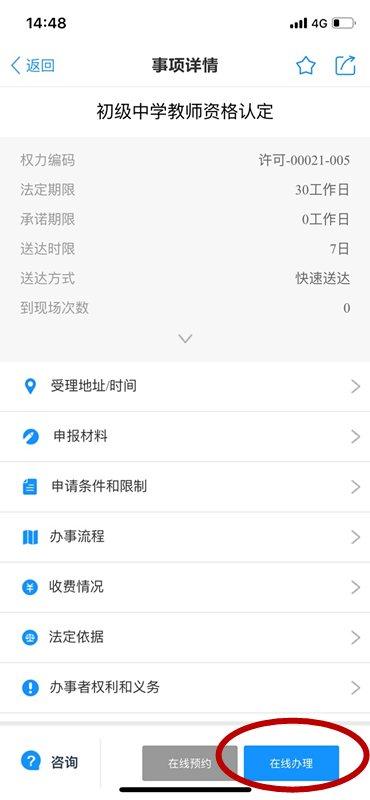 14:48
4G
返回
事项详情
初级中学教师资格认定
权力编码 许可-00021-005
法定期限 30工作日
承诺期限 0工作日
送达时限 7日
送达方式 快速送达
到现场次数 0
受理地址/时间
申报材料
申请条件和限制
办事流程
收费情况
法定依据
办事者权利和义务
咨询 在线预约 在线办理